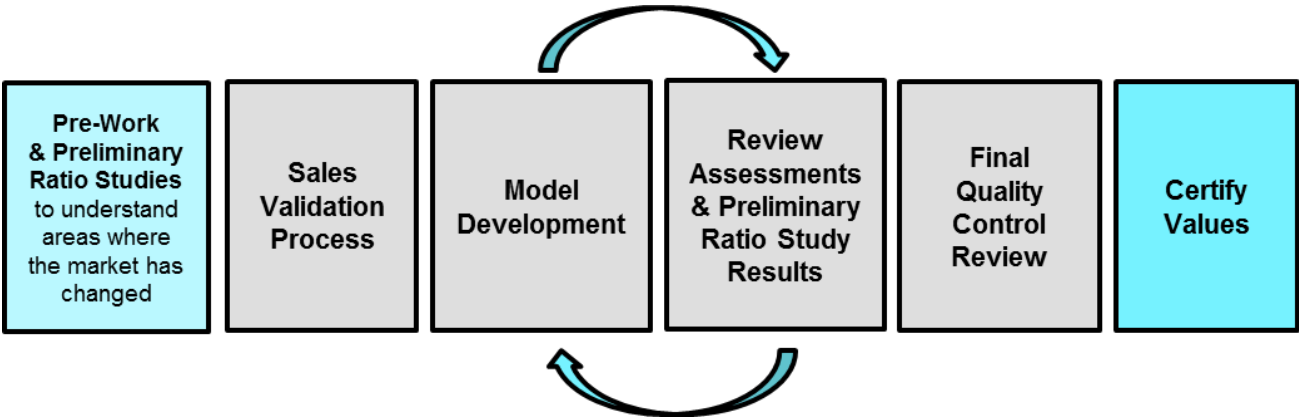 Pre-Work
& Preliminary
Ratio Studies
to understand
areas where
the market has
changed
Sales
Validation
Process
Model
Development
Review
Assessments
& Preliminary
Ratio Study
Results
Final
Quality
Control
Review
Certify
Values